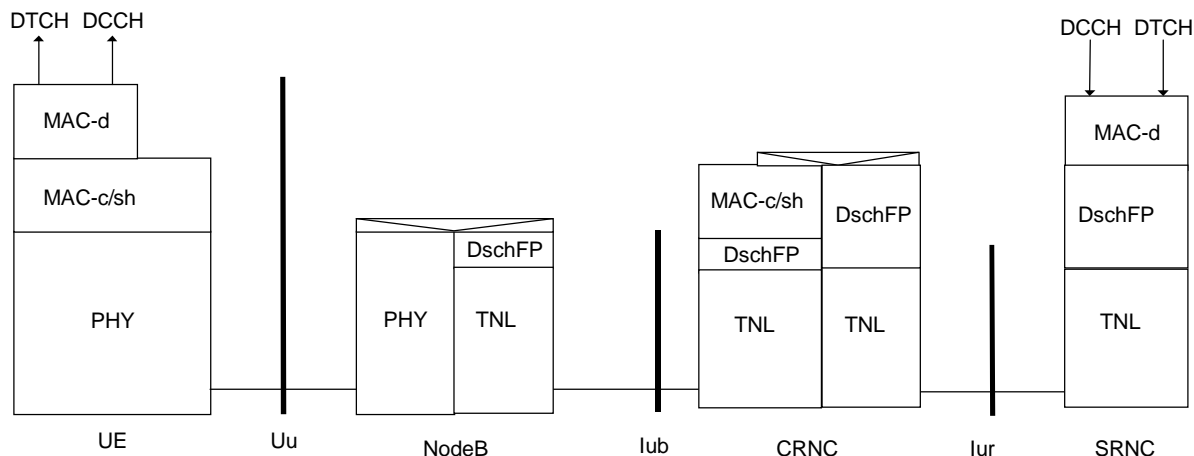 DTCH DCCH
DCCH DTCH
MAC-d
MAC-d
MAC-c/sh
MAC-c/sh
DschFP
DschFP
DschFP
DschFP
PHY
PHY
TNL
TNL
TNL
TNL
UE
Uu
NodeB
Iub
CRNC
Iur
SRNC